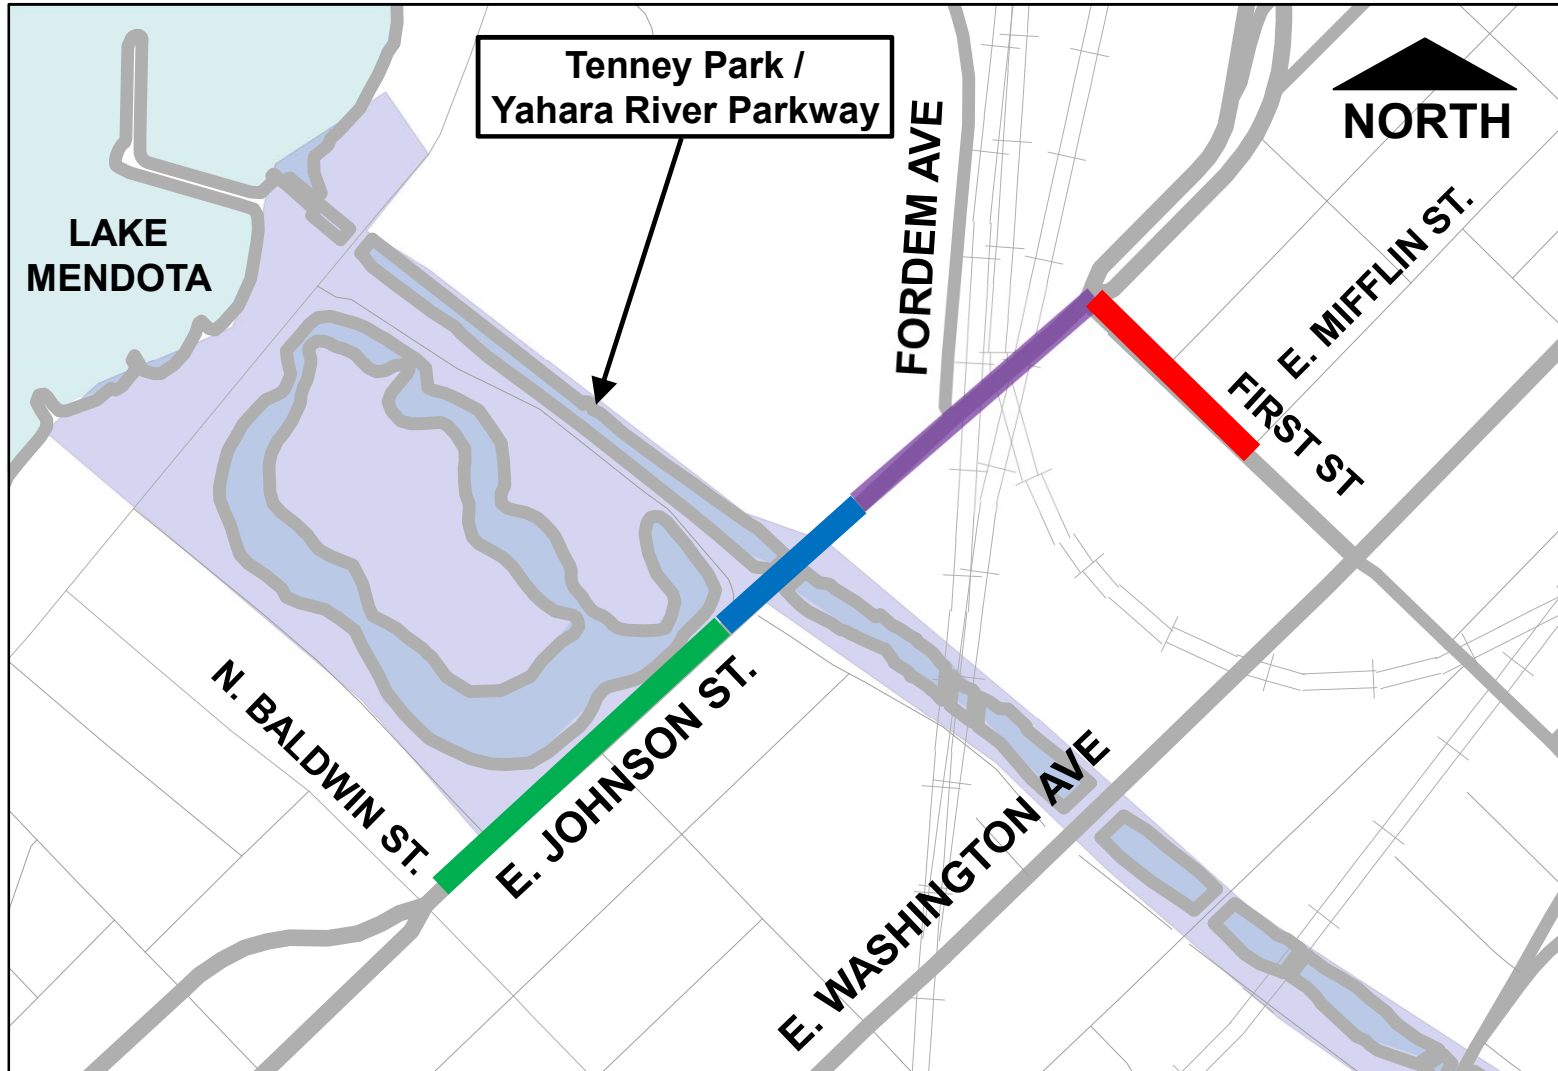 Tenney Park /
Yahara River Parkway
NORTH
FORDEM AVE
LAKE
MENDOTA
E. MIFFLIN ST.
FIRST ST
N. BALDWIN ST.
E. JOHNSON ST.
E. WASHINGTON AVE